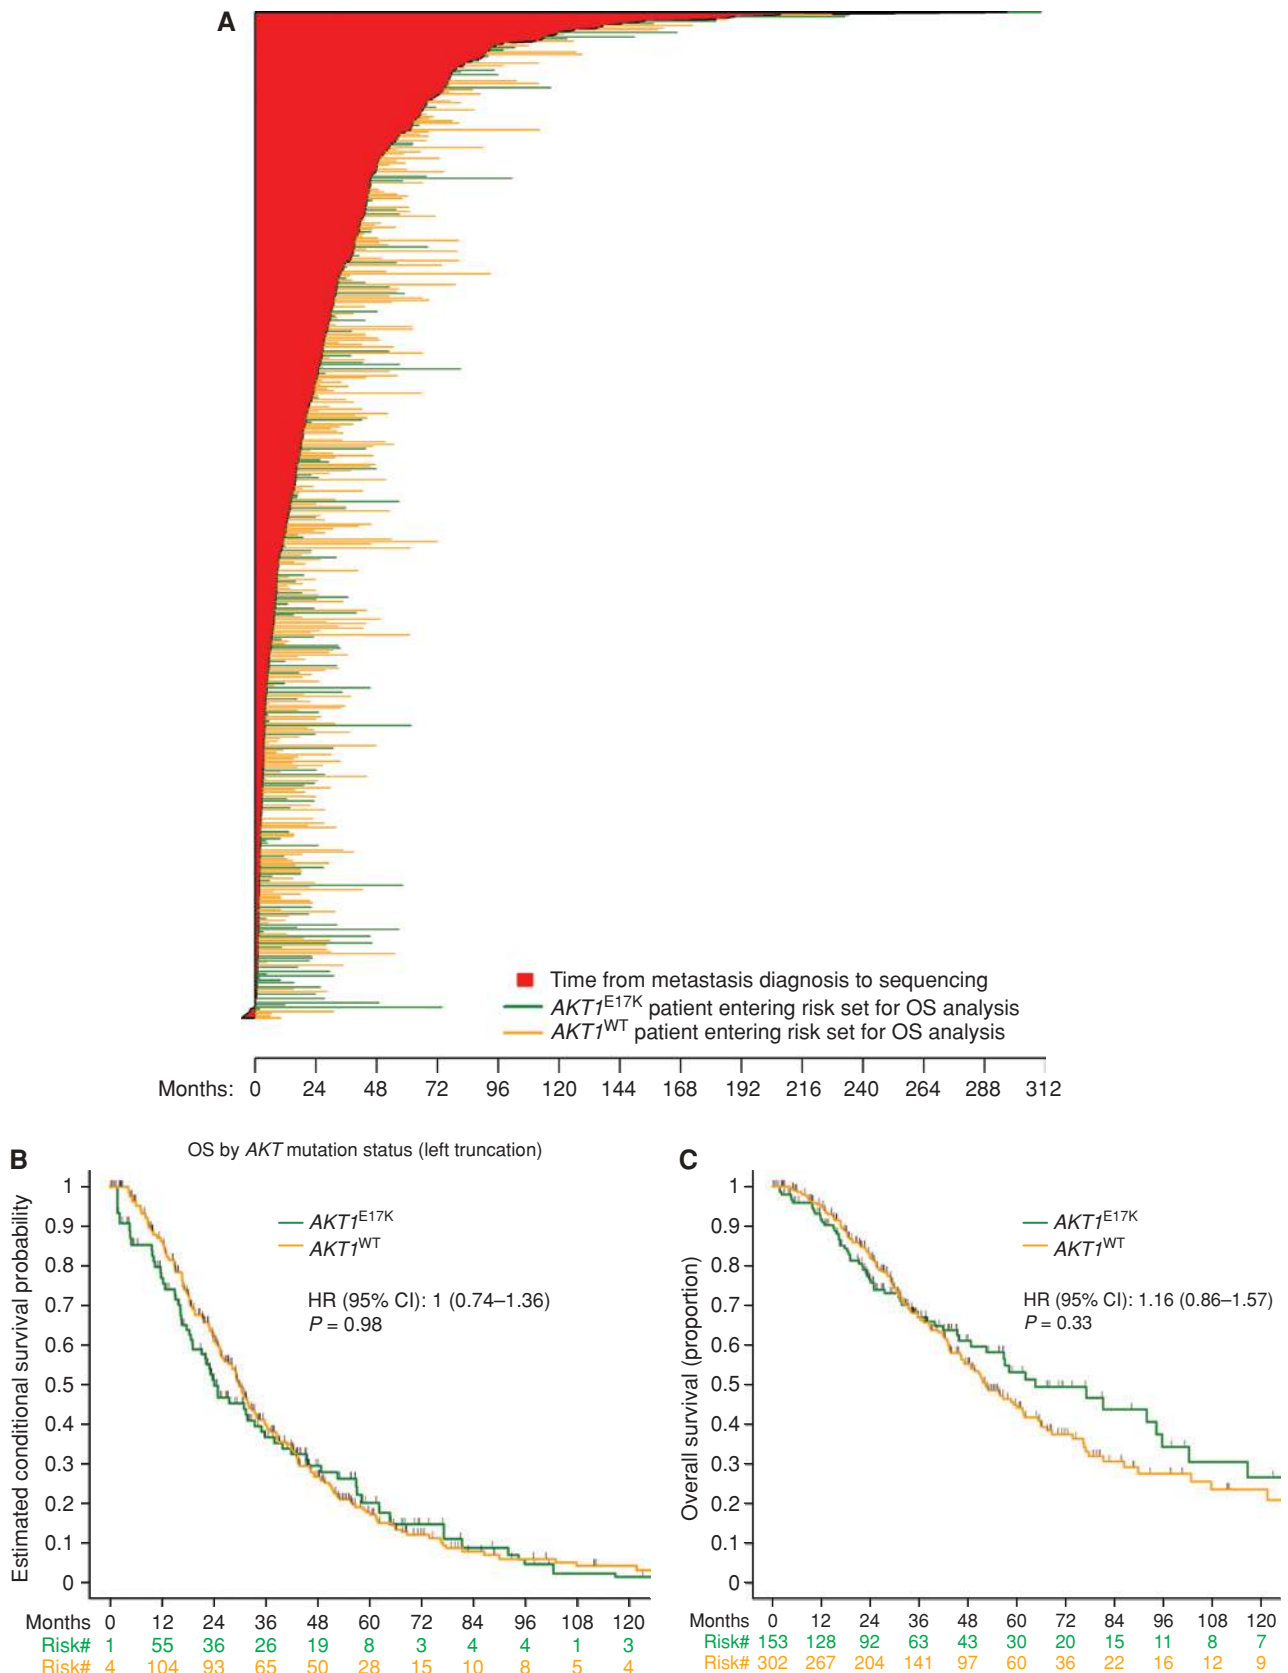 A
Time from metastasis diagnosis to sequencing
AKT1E17K patient entering risk set for OS analysis
AKT1WT patient entering risk set for OS analysis
Months: 0 24 48 72 96 120 144 168 192 216 240 264 288 312
B
OS by AKT mutation status (left truncation)
Estimated conditional survival probability
1
0.9
0.8
0.7
0.6
0.5
0.4
0.3
0.2
0.1
0
AKT1E17K
AKT1WT
HR (95% CI): 1 (0.74–1.36)
P = 0.98
Months 0 12 24 36 48 60 72 84 96 108 120
Risk# 1 55 36 26 19 8 3 4 4 1 3
Risk# 4 104 93 65 50 28 15 10 8 5 4
C
Overall survival (proportion)
1
0.9
0.8
0.7
0.6
0.5
0.4
0.3
0.2
0.1
0
AKT1E17K
AKT1WT
HR (95% CI): 1.16 (0.86–1.57)
P = 0.33
Months 0 12 24 36 48 60 72 84 96 108 120
Risk# 153 128 92 63 43 30 20 15 11 8 7
Risk# 302 267 204 141 97 60 36 22 16 12 9